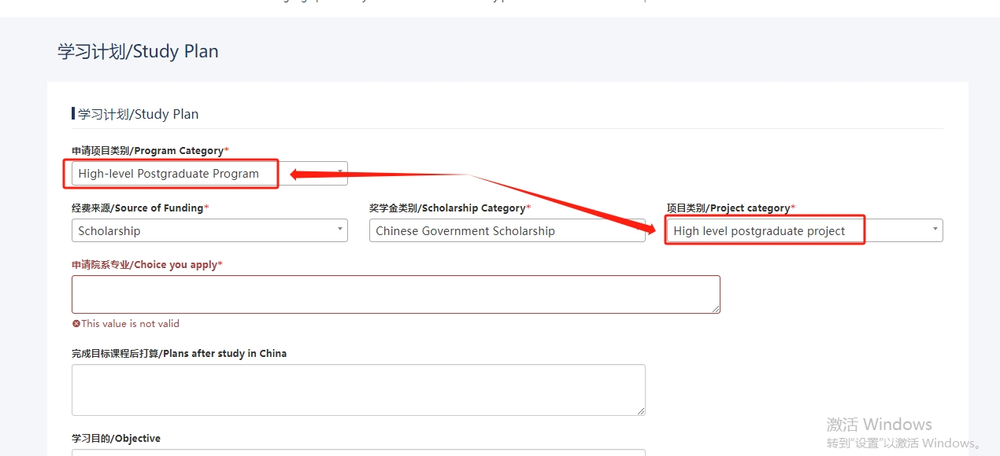 学习计划/Study Plan
学习计划/Study Plan
申请项目类别/Program Category*
High-level Postgraduate Program
经费来源/Source of Funding* 奖学金类别/Scholarship Category* 项目类别/Project category*
Scholarship Chinese Government Scholarship High level postgraduate project
申请院系专业/Choice you apply*
This value is not valid
完成目标课程后打算/Plans after study in China
学习目的/Objective
激活 Windows
转到"设置"以激活 Windows。